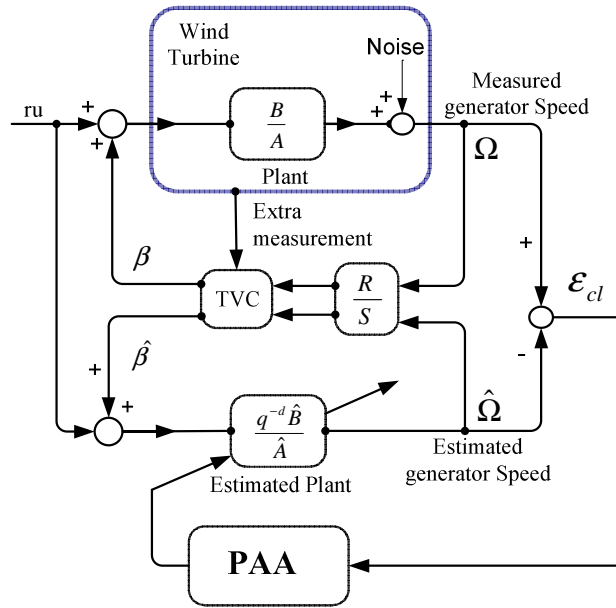 Wind
Turbine
Noise
ru
+
+
B
A
+
+
Measured
generator Speed
Plant
Ω
Extra
measurement
β
+
ε_cl
TVC
R
S
β̂
-
+
+
q^{-d} B̂
Â
Ω̂
Estimated
generator Speed
Estimated Plant
PAA